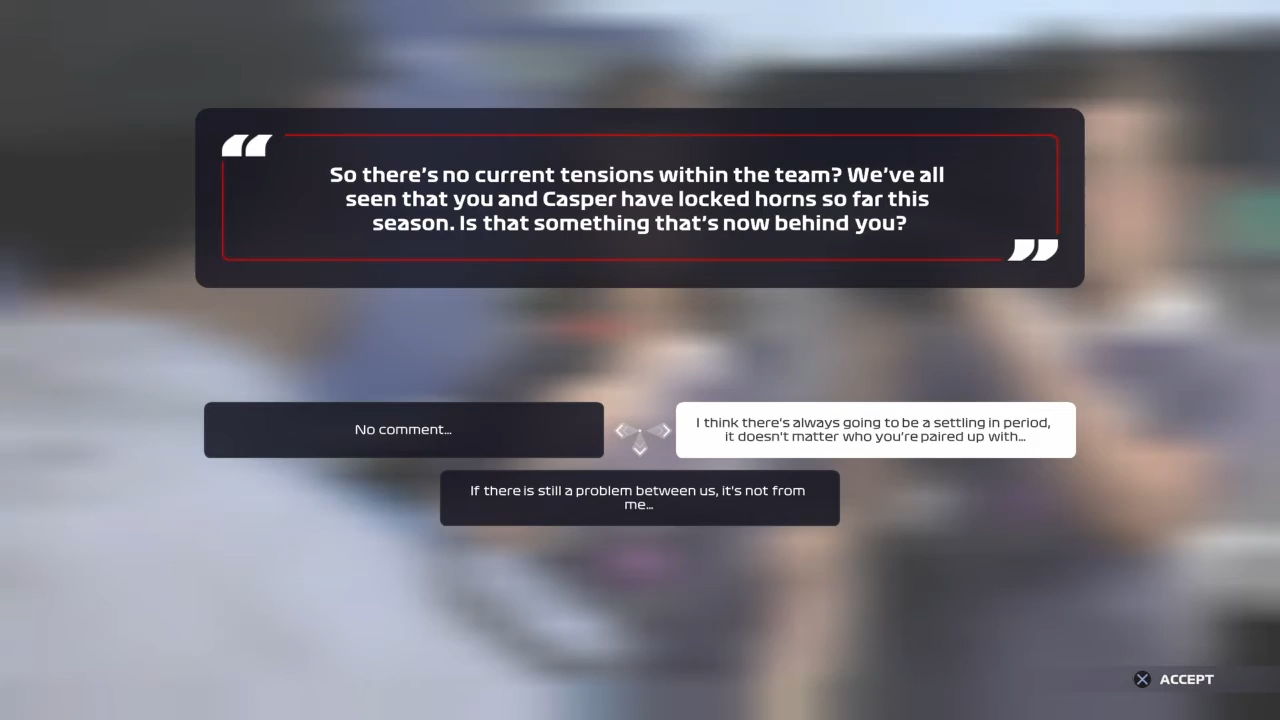 So there's no current tensions within the team? We've all
seen that you and Casper have locked horns so far this
season. Is that something that's now behind you?
No comment...
I think there's always going to be a settling in period,
it doesn't matter who you're paired up with...
If there is still a problem between us, it's not from
me...
ACCEPT